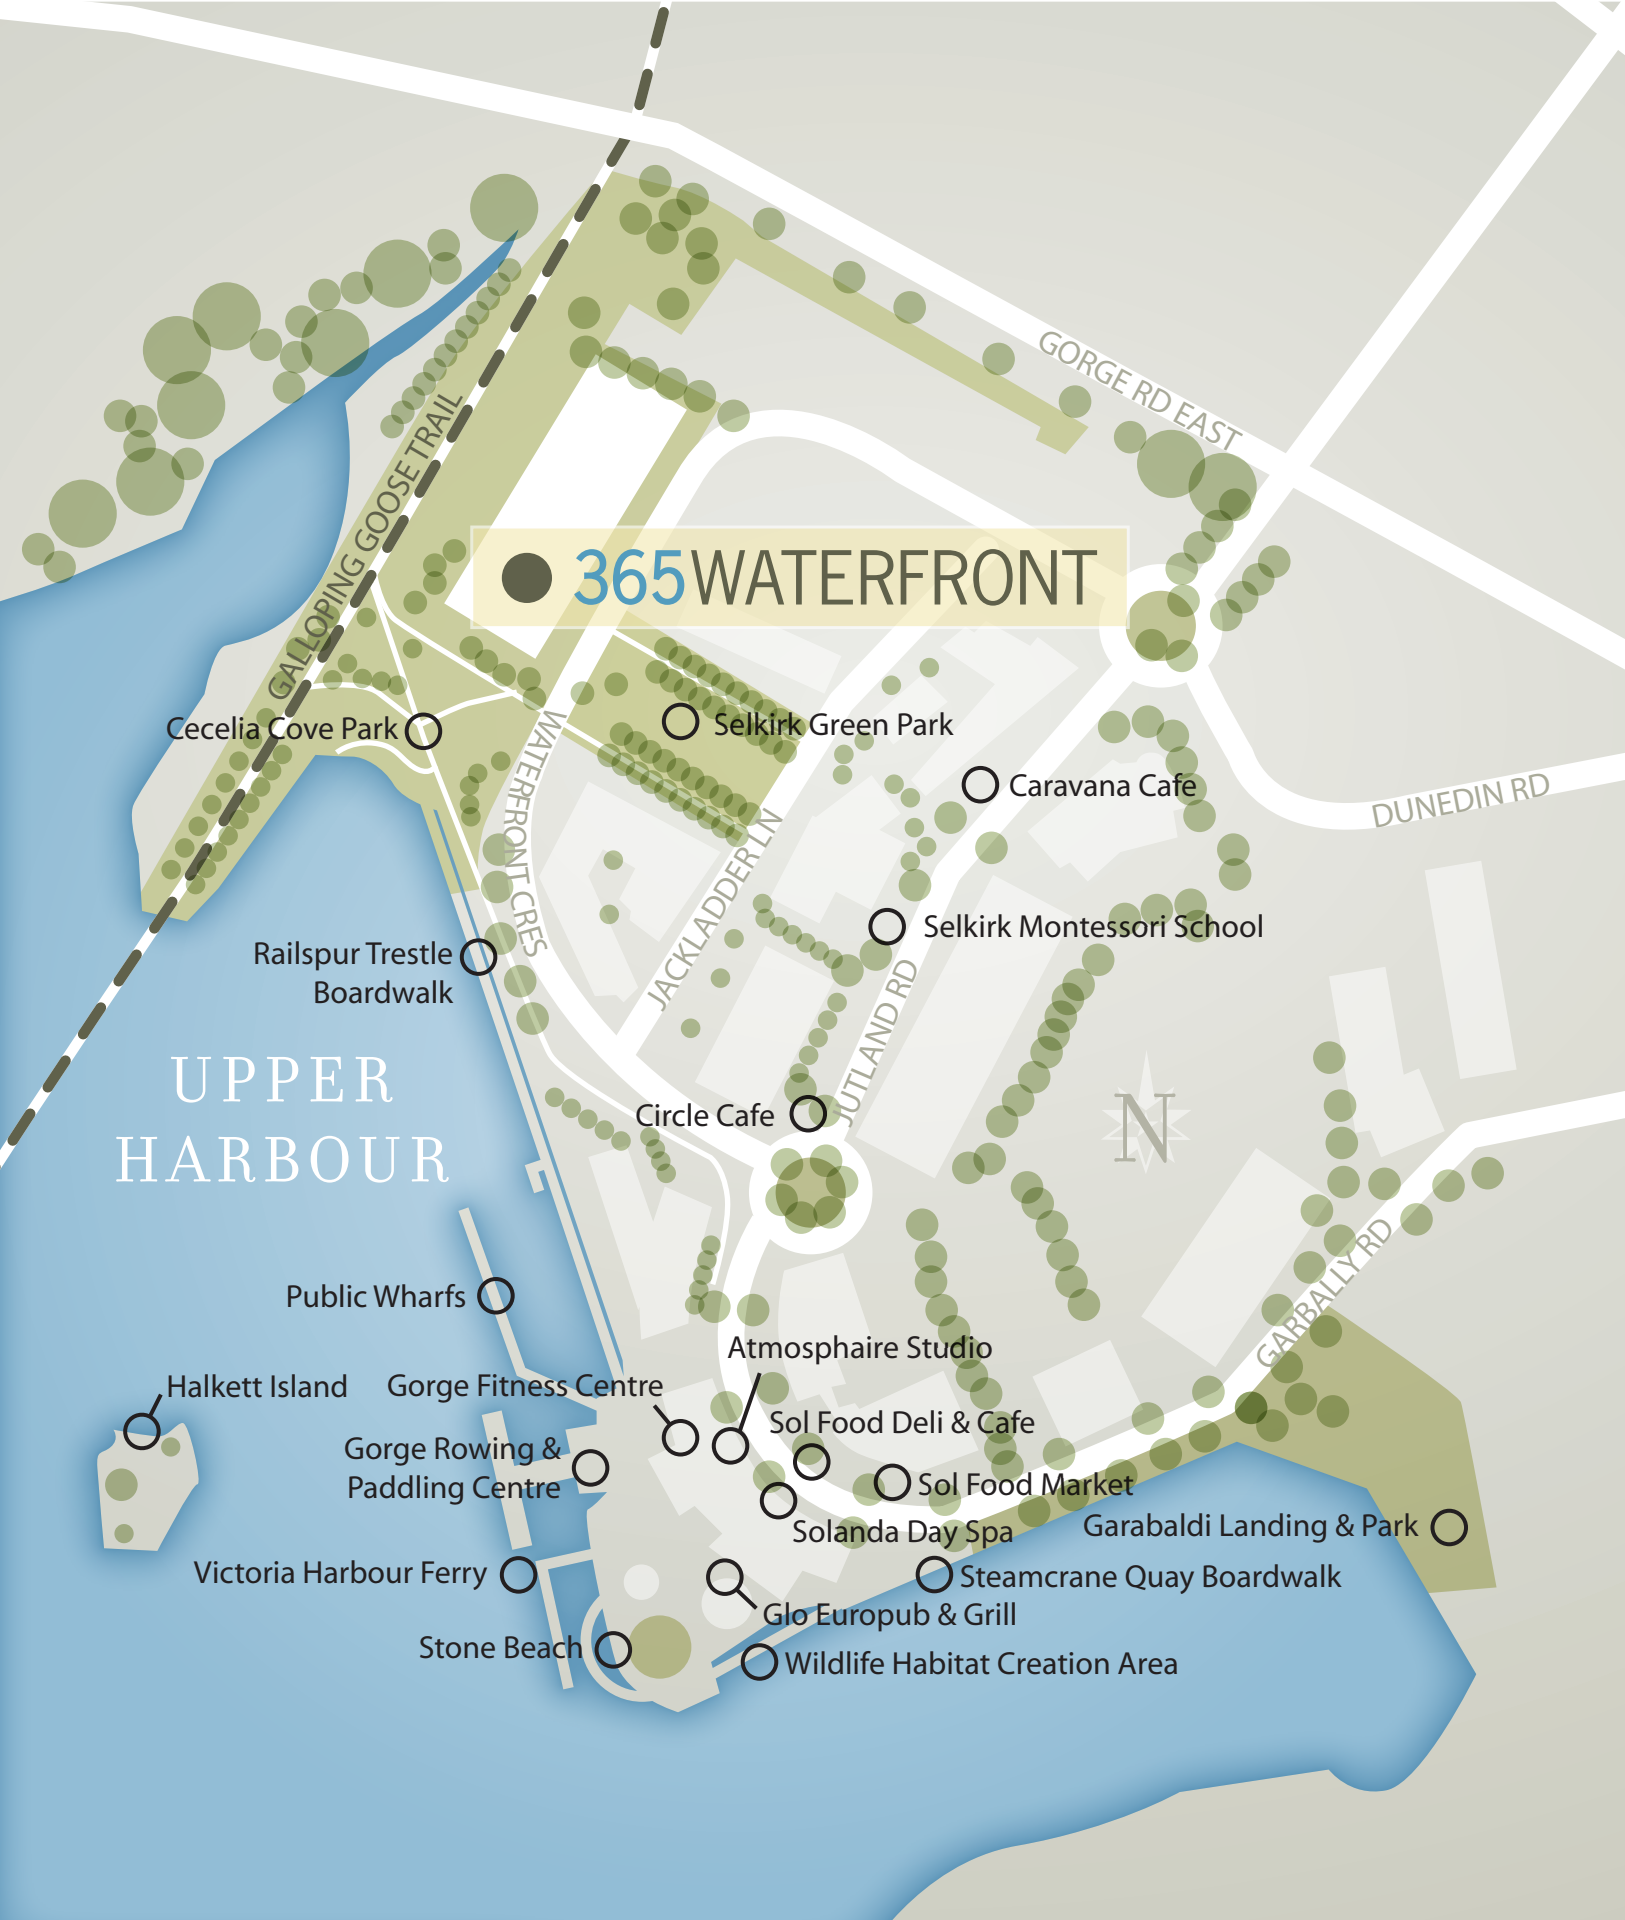 GORGE RD EAST
GALLOPING GOOSE TRAIL
365WATERFRONT
Cecelia Cove Park
Selkirk Green Park
WATERFRONT CRES
Caravana Cafe
DUNEDIN RD
JACKLADDER LN
Selkirk Montessori School
Railspur Trestle
Boardwalk
JUTLAND RD
UPPER
HARBOUR
Circle Cafe
N
Public Wharfs
GARBALLY RD
Atmosphaire Studio
Halkett Island
Gorge Fitness Centre
Sol Food Deli & Cafe
Gorge Rowing &
Paddling Centre
Sol Food Market
Solanda Day Spa
Garabaldi Landing & Park
Victoria Harbour Ferry
Steamcrane Quay Boardwalk
Glo Europub & Grill
Stone Beach
Wildlife Habitat Creation Area